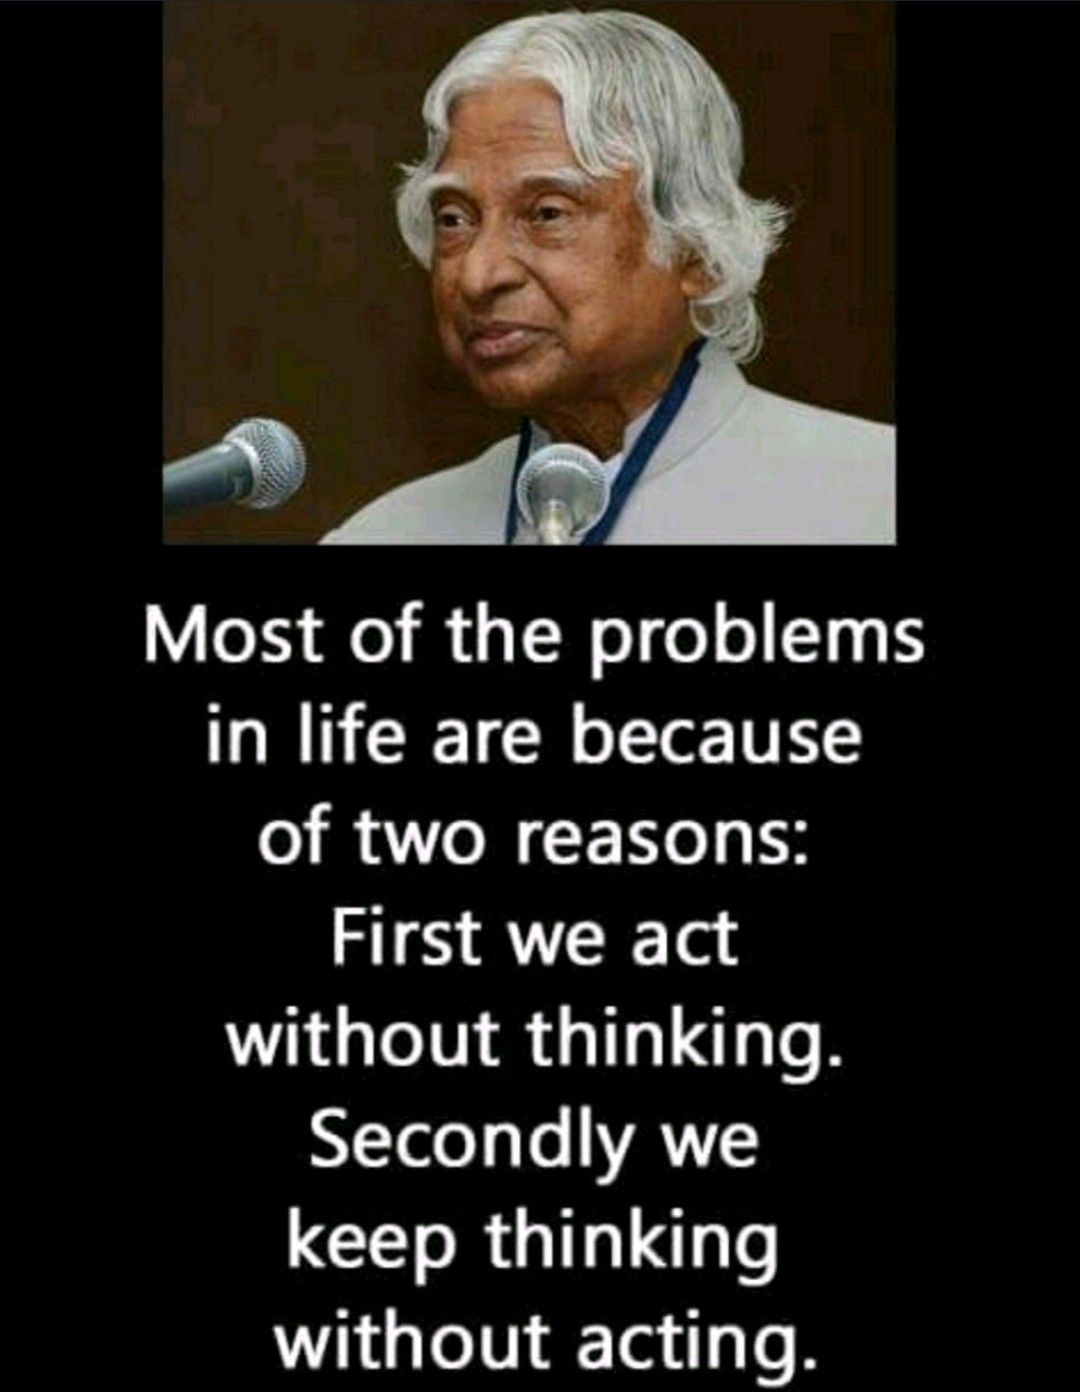 Most of the problems
in life are because
of two reasons:
First we act
without thinking.
Secondly we
keep thinking
without acting.